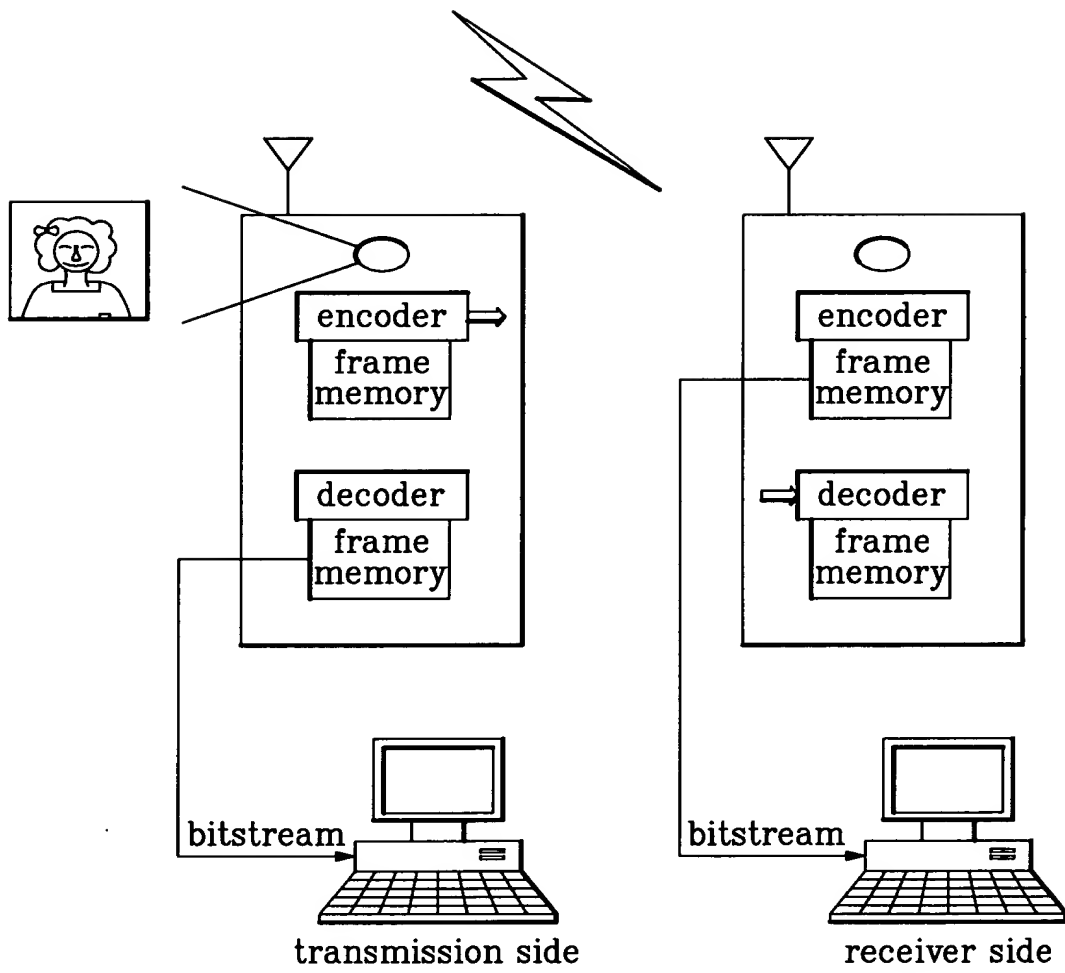 encoder
frame
memory
decoder
frame
memory
bitstream
transmission side
encoder
frame
memory
decoder
frame
memory
bitstream
receiver side